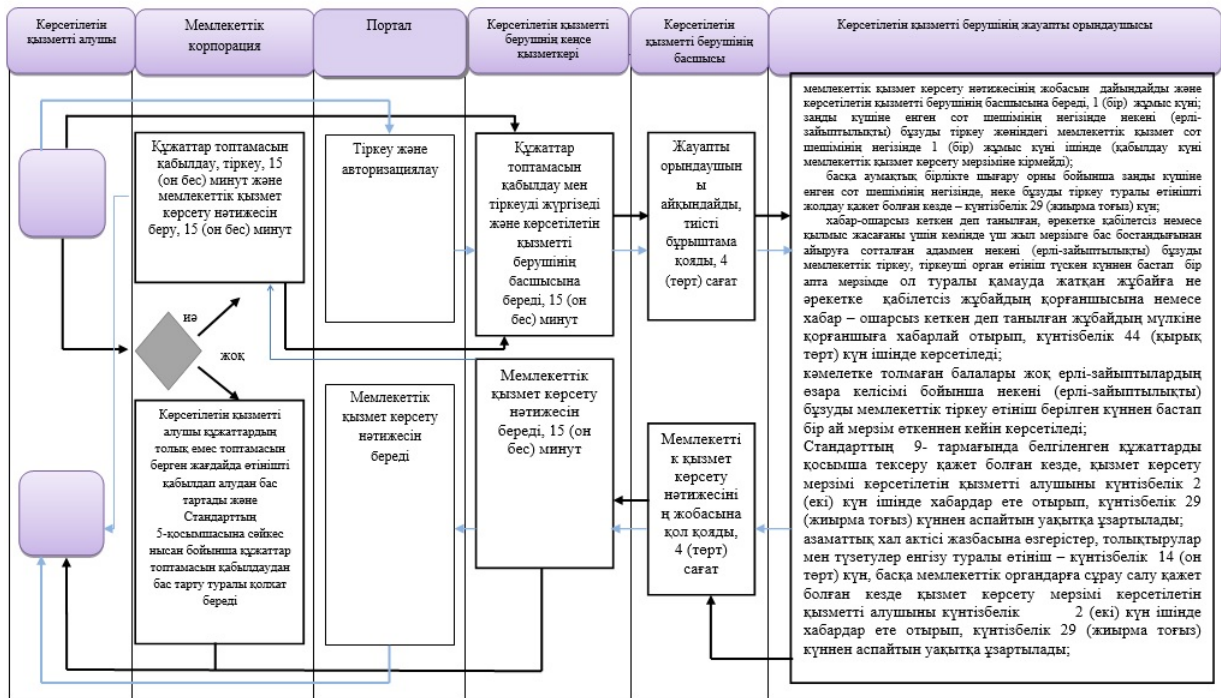 Көрсетілетін
қызметті алушы
Мемлекеттік
корпорация
Портал
Көрсетілетін қызметті
берушнің кеңсе
қызметкері
Көрсетілетін
қызметті берушінің
басшысы
Көрсетілетін қызметті берушінің жауапты орындаушысы
Құжаттар топтамасын
қабылдау, тіркеу, 15
(он бес) минут және
мемлекеттік қызмет
көрсету нәтижесін
беру, 15 (он бес) минут
иә
жоқ
Көрсетілетін қызметті
алушы құжаттардың
толық емес топтамасын
берген жағдайда өтінішті
қабылдап алудан бас
тартады және
Стандарттың
5-қосымшасына сәйкес
нысан бойынша құжаттар
топтамасын қабылдаудан
бас тарту туралы қолхат
береді
Тіркеу және
авторизациялау
Мемлекеттік
қызмет көрсету
нәтижесін
береді
Құжаттар
топтамасын
қабылдау мен
тіркеуді жүргізеді
және көрсетілетін
қызметті
берушінің
басшысына
береді, 15 (он
бес) минут
Мемлекеттік
қызмет көрсету
нәтижесін
береді, 15 (он
бес) минут
Жауапты
орындаушын
ы
айқындайды,
тиісті
бұрыштама
қояды, 4
(төрт) сағат
Мемлекетті
к қызмет
көрсету
нәтижесіні
ң жобасына
қол қояды,
4 (төрт)
сағат
мемлекеттік қызмет көрсету нәтижесінің жобасын дайындайды және
көрсетілетін қызметті берушінің басшысына береді, 1 (бір) жұмыс күні;
заңды күшіне енген сот шешімінің негізінде некені (ерлі-
зайыптылықты) бұзуды тіркеу жөніндегі мемлекеттік қызмет сот
шешімінің негізінде 1 (бір) жұмыс күні ішінде (қабылдау күні
мемлекеттік қызмет көрсету мерзіміне кірмейді);
басқа аумақтық бірлікте шығару орны бойынша заңды күшіне
енген сот шешімінің негізінде, неке бұзуды тіркеу туралы өтінішті
жолдау қажет болған кезде – күнтізбелік 29 (жиырма тоғыз) күн;
хабар-ошарсыз кеткен деп танылған, әрекетке қабілетсіз немесе
қылмыс жасағаны үшін кемінде үш жыл мерзімге бас бостандығынан
айыруға сотталған адаммен некені (ерлі-зайыптылықты) бұзуды
мемлекеттік тіркеу, тіркеуші орган өтініш түскен күннен бастап бір
апта мерзімде ол туралы қамауда жатқан жұбайға не
әрекетке қабілетсіз жұбайдың қорғаншысына немесе
хабар – ошарсыз кеткен деп танылған жұбайдың мүлкіне
қорғаншыға хабарлай отырып, күнтізбелік 44 (қырық
төрт) күн ішінде көрсетіледі;
кәмелетке толмаған балалары жоқ ерлі-зайыптылардың
өзара келісімі бойынша некені (ерлі-зайыптылықты)
бұзуды мемлекеттік тіркеу өтініш берілген күннен бастап
бір ай мерзім өткеннен кейін көрсетіледі;
Стандарттың 9- тармағында белгіленген құжаттарды
қосымша тексеру қажет болған кезде, қызмет көрсету
мерзімі көрсетілетін қызметті алушыны күнтізбелік 2
(екі) күн ішінде хабардар ете отырып, күнтізбелік 29
(жиырма тоғыз) күннен аспайтын уақытқа ұзартылады;
азаматтық хал актісі жазбасына өзгерістер, толықтырулар
мен түзетулер енгізу туралы өтініш – күнтізбелік 14 (он
төрт) күн, басқа мемлекеттік органдарға сұрау салу қажет
болған кезде қызмет көрсету мерзімі көрсетілетін
қызметті алушыны күнтізбелік 2 (екі) күн ішінде
хабардар ете отырып, күнтізбелік 29 (жиырма тоғыз)
күннен аспайтын уақытқа ұзартылады;